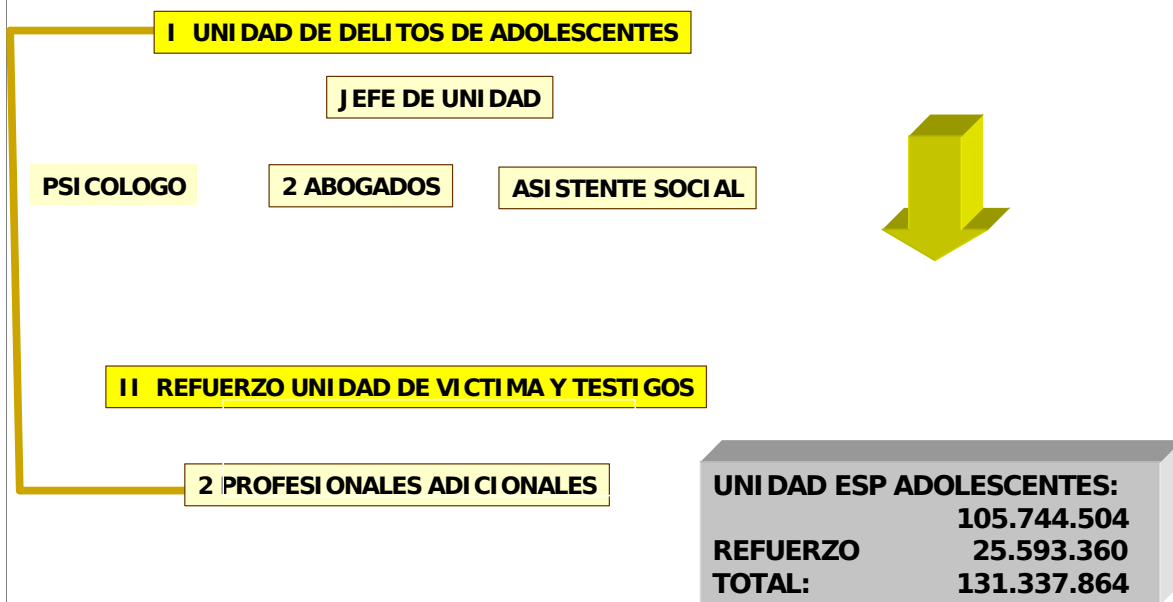 I UNIDAD DE DELITOS DE ADOLESCENTES
JEFE DE UNIDAD
PSICOLOGO
2 ABOGADOS
ASISTENTE SOCIAL
II REFUERZO UNIDAD DE VICTIMA Y TESTIGOS
2 PROFESIONALES ADICIONALES
UNIDAD ESP ADOLESCENTES:
105.744.504
REFUERZO 25.593.360
TOTAL: 131.337.864